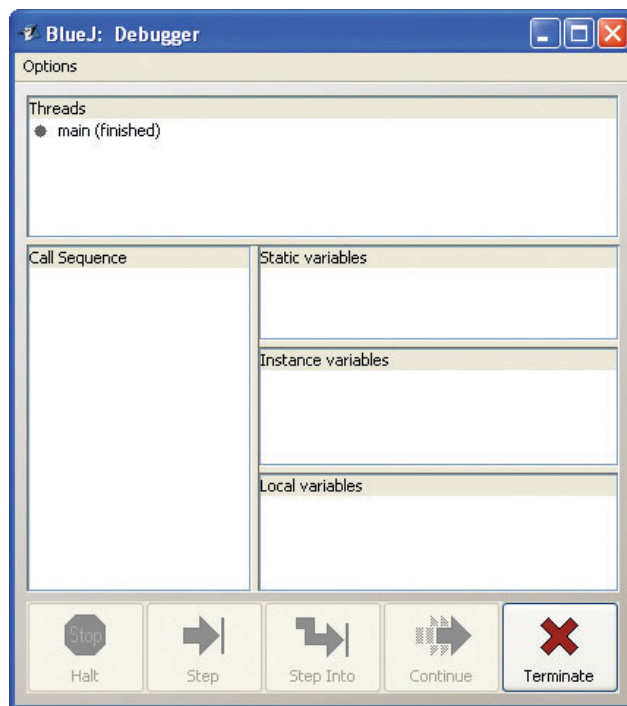 BlueJ: Debugger
Options
Threads
main (finished)
Call Sequence
Static variables
Instance variables
Local variables
Stop
Halt
Step
Step Into
Continue
Terminate